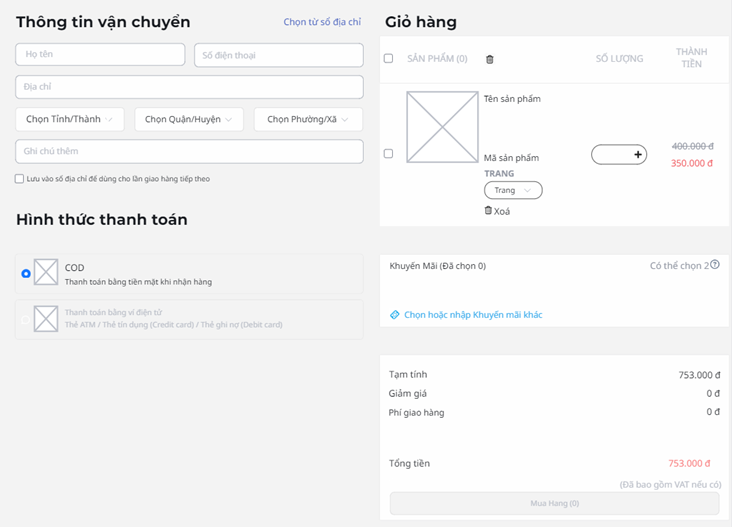 Thông tin vận chuyển
Chọn từ số địa chỉ
Họ tên
Số điện thoại
Địa chỉ
Chọn Tỉnh/Thành
Chọn Quận/Huyện
Chọn Phường/Xã
Ghi chú thêm
Lưu vào số địa chỉ để dùng cho lần giao hàng tiếp theo
Hình thức thanh toán
COD
Thanh toán bằng tiền mặt khi nhận hàng
Thanh toán bằng ví điện tử
Thẻ ATM / Thẻ tín dụng (Credit card) / Thẻ ghi nợ (Debit card)
Giỏ hàng
SẢN PHẨM (0)
SỐ LƯỢNG
THÀNH
TIỀN
Tên sản phẩm
Mã sản phẩm
TRANG
Trang
Xoá
+
400.000 đ
350.000 đ
Khuyến Mãi (Đã chọn 0)
Có thể chọn 2
Chọn hoặc nhập Khuyến mãi khác
Tạm tính
753.000 đ
Giảm giá
0 đ
Phí giao hàng
0 đ
Tổng tiền
753.000 đ
(Đã bao gồm VAT nếu có)
Mua Hang (0)